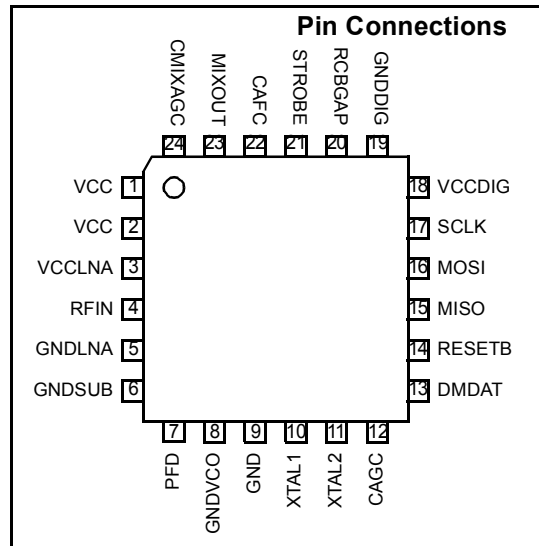 Pin Connections
CMIXAGC
MIXOUT
CAFC
STROBE
RCBGAP
GNDDIG
24
23
22
21
20
19
VCC 1
VCC 2
VCCLNA 3
RFIN 4
GNDLNA 5
GNDSUB 6
18 VCCDIG
17 SCLK
16 MOSI
15 MISO
14 RESETB
13 DMDAT
7
8
9
10
11
12
PFD
GNDVCO
GND
XTAL1
XTAL2
CAGC